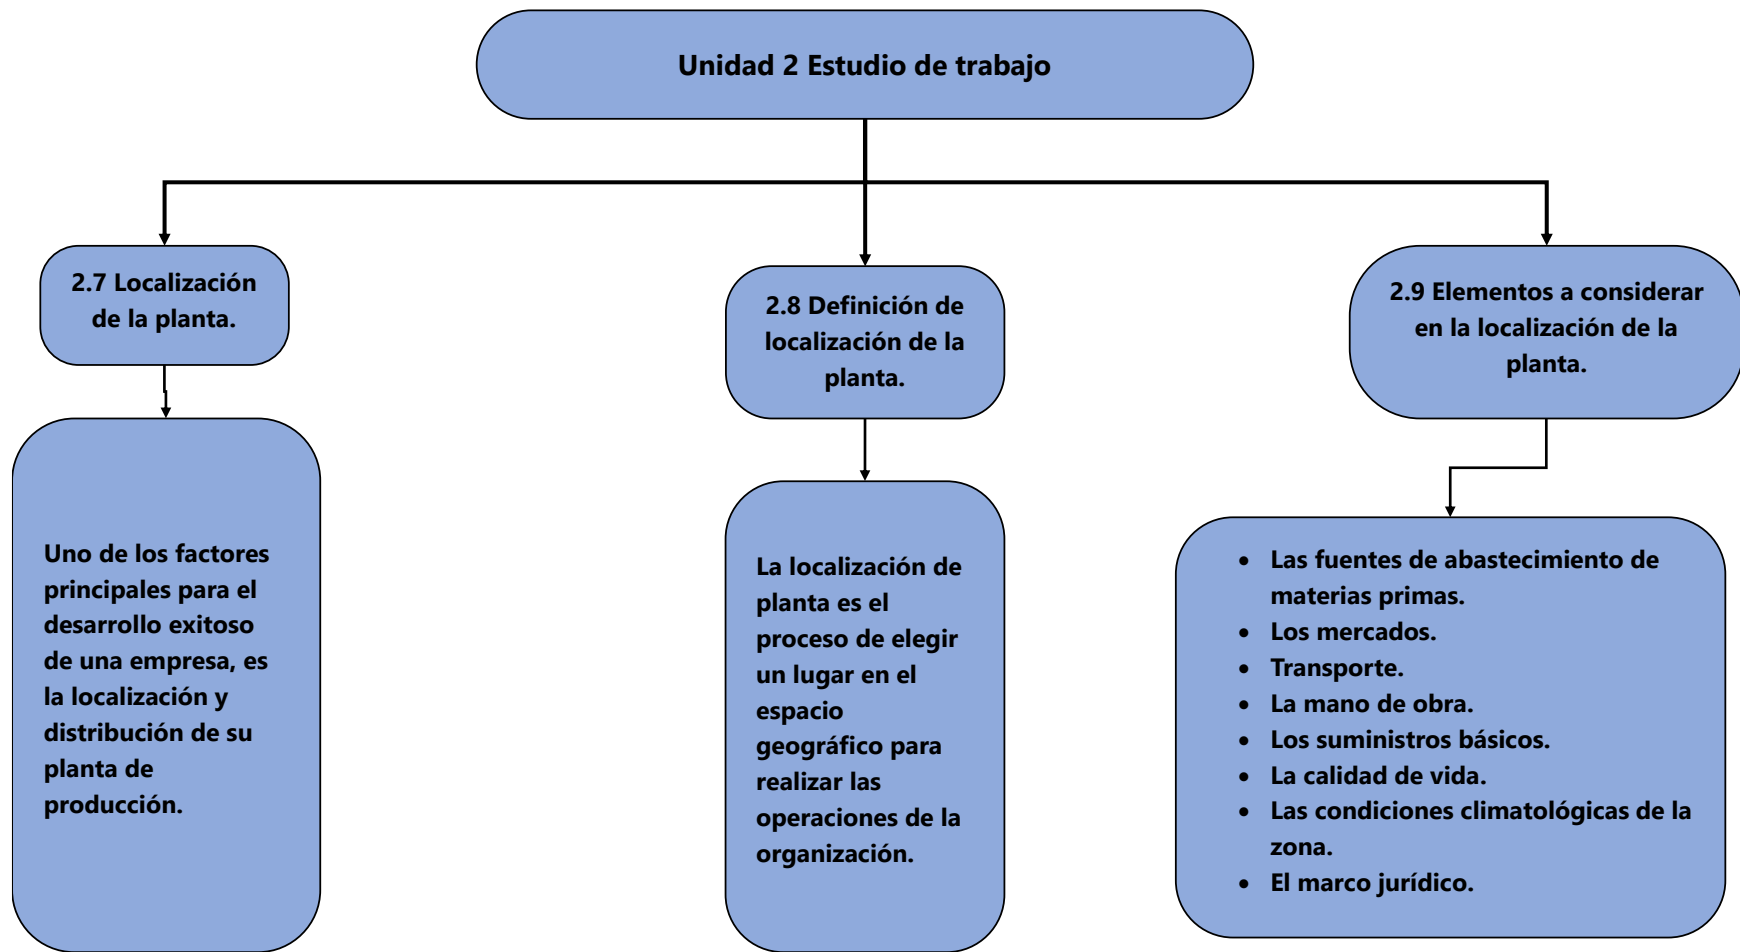 Unidad 2 Estudio de trabajo
2.7 Localización
de la planta.
Uno de los factores
principales para el
desarrollo exitoso
de una empresa, es
la localización y
distribución de su
planta de
producción.
2.8 Definición de
localización de la
planta.
La localización de
planta es el
proceso de elegir
un lugar en el
espacio
geográfico para
realizar las
operaciones de la
organización.
2.9 Elementos a considerar
en la localización de la
planta.
• Las fuentes de abastecimiento de
materias primas.
• Los mercados.
• Transporte.
• La mano de obra.
• Los suministros básicos.
• La calidad de vida.
• Las condiciones climatológicas de la
zona.
• El marco jurídico.